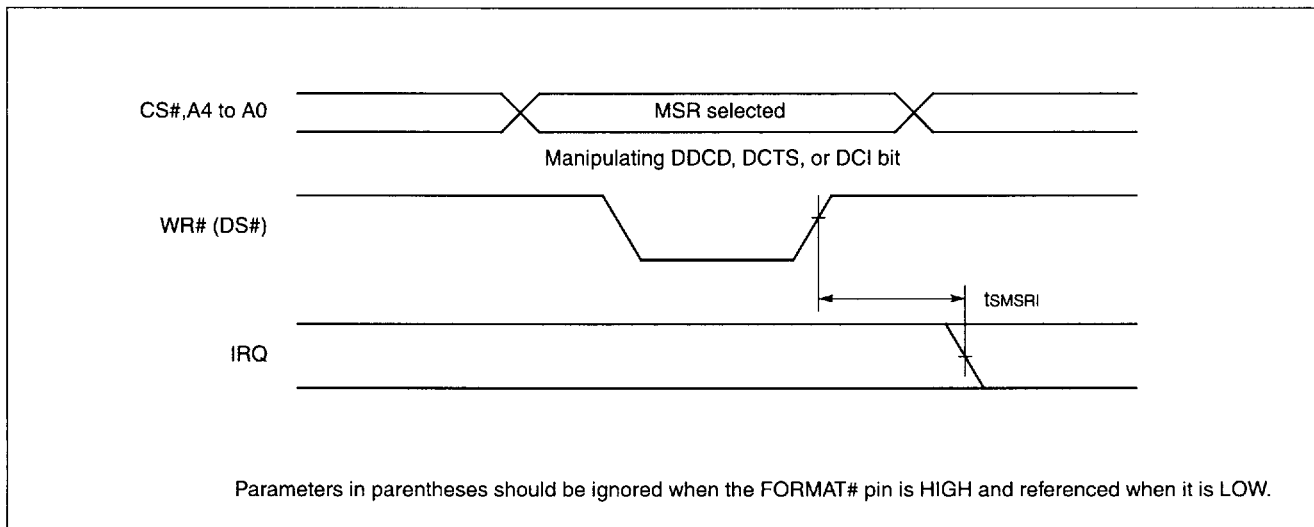 CS#,A4 to A0
MSR selected
Manipulating DDCD, DCTS, or DCI bit
WR# (DS#)
tSMSRI
IRQ
Parameters in parentheses should be ignored when the FORMAT# pin is HIGH and referenced when it is LOW.